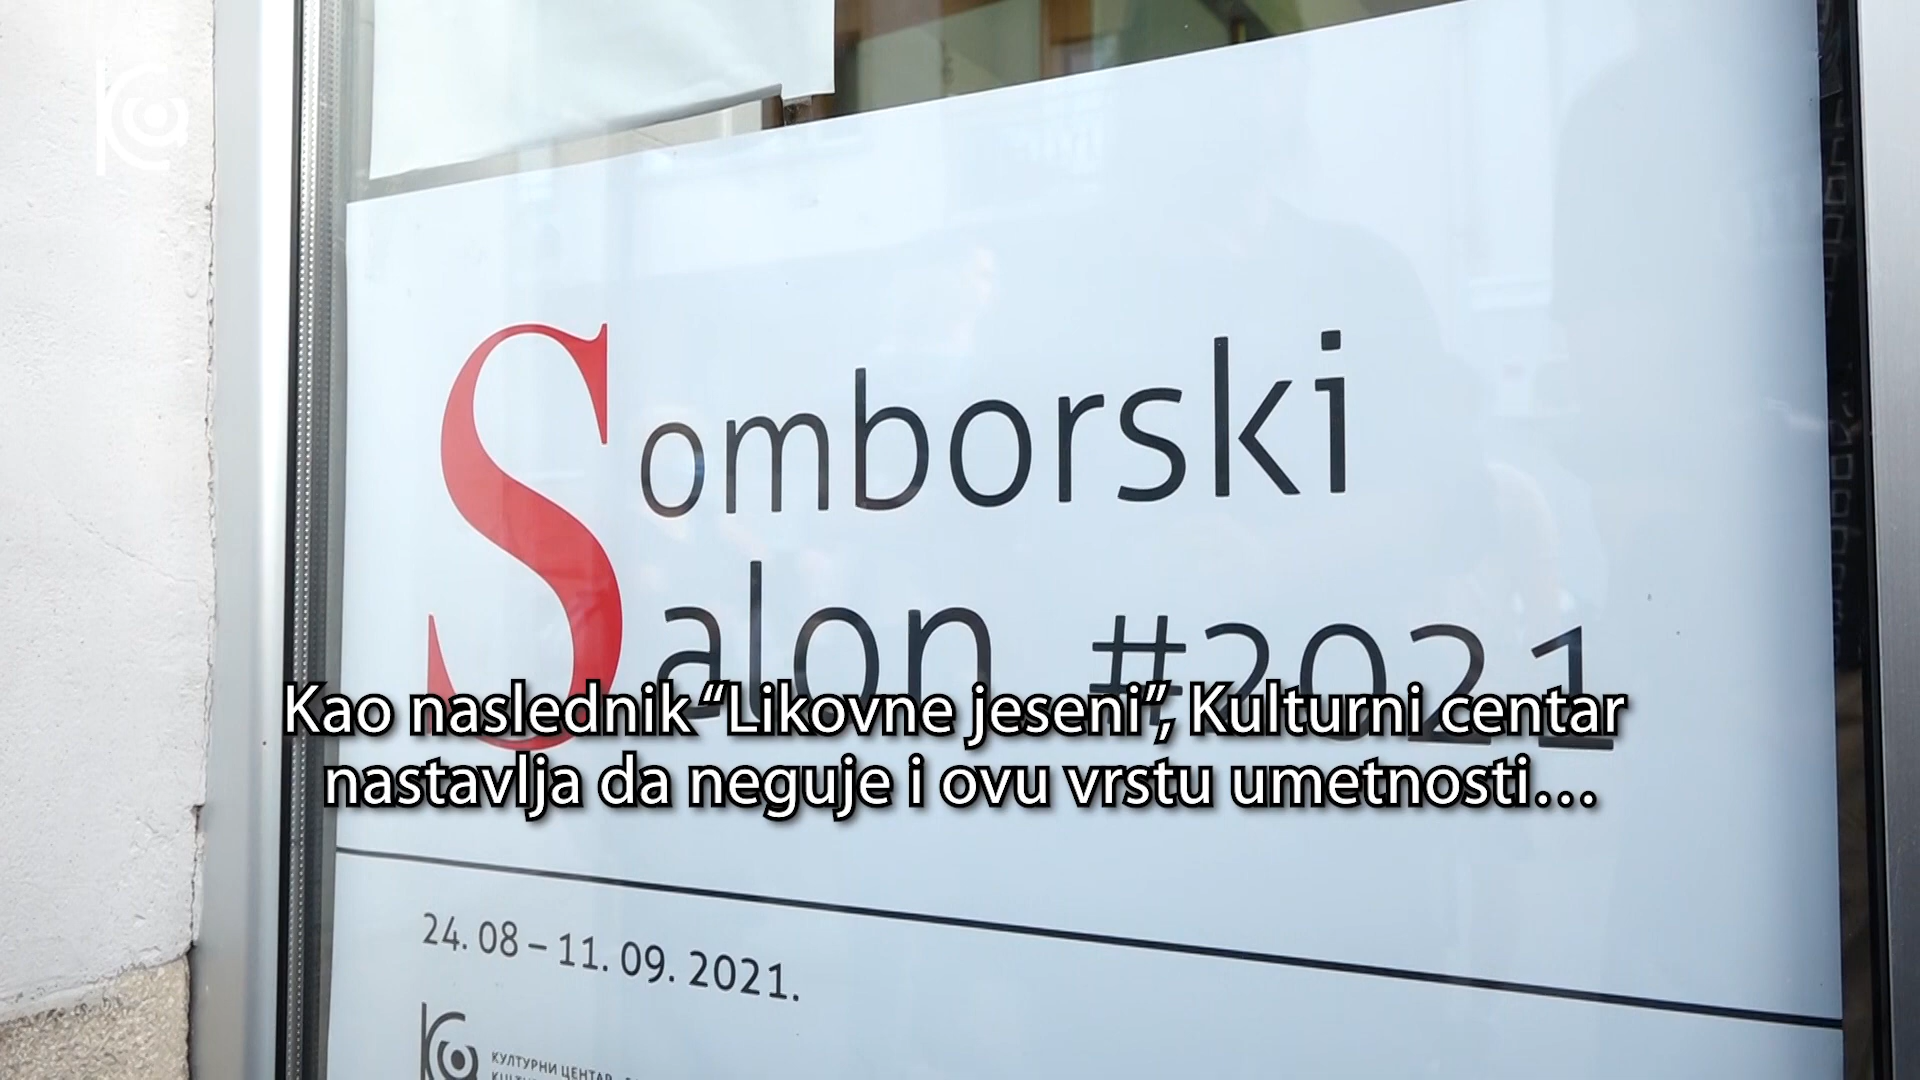 Somborski
Salon #2021
Kao naslednik “Likovne jeseni”, Kulturni centar
nastavlja da neguje i ovu vrstu umetnosti...
24. 08 – 11. 09. 2021.
КУЛТУРНИ ЦЕНТАР